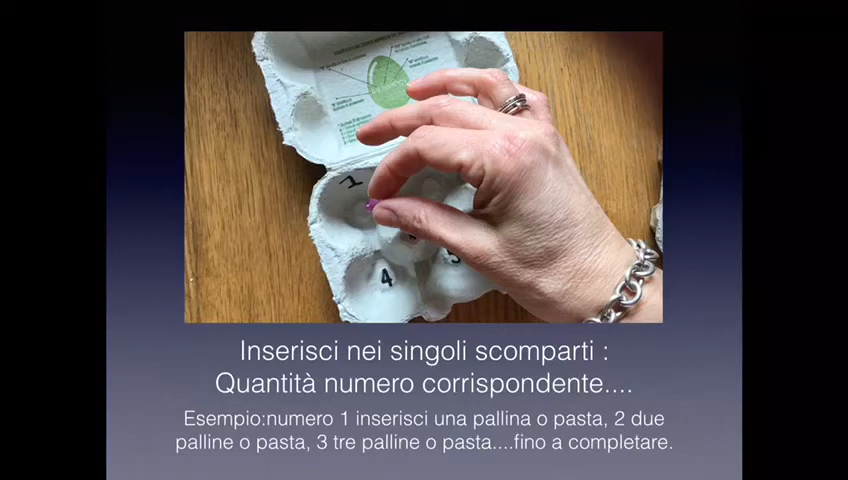 1
4
Inserisci nei singoli scomparti :
Quantità numero corrispondente....
Esempio:numero 1 inserisci una pallina o pasta, 2 due
palline o pasta, 3 tre palline o pasta....fino a completare.